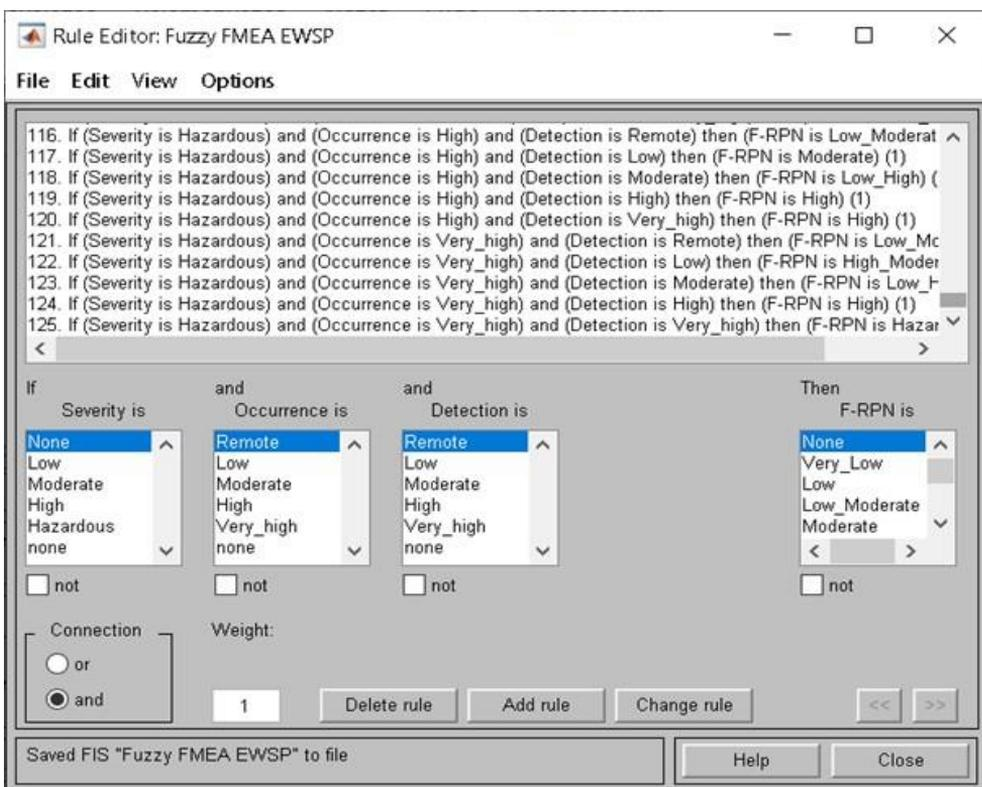 Rule Editor: Fuzzy FMEA EWSP
File Edit View Options
116. If (Severity is Hazardous) and (Occurrence is High) and (Detection is Remote) then (F-RPN is Low_Moderat
117. If (Severity is Hazardous) and (Occurrence is High) and (Detection is Low) then (F-RPN is Moderate) (1)
118. If (Severity is Hazardous) and (Occurrence is High) and (Detection is Moderate) then (F-RPN is Low_High) (
119. If (Severity is Hazardous) and (Occurrence is High) and (Detection is High) then (F-RPN is High) (1)
120. If (Severity is Hazardous) and (Occurrence is High) and (Detection is Very_high) then (F-RPN is High) (1)
121. If (Severity is Hazardous) and (Occurrence is Very_high) and (Detection is Remote) then (F-RPN is Low_Mo
122. If (Severity is Hazardous) and (Occurrence is Very_high) and (Detection is Low) then (F-RPN is High_Moder
123. If (Severity is Hazardous) and (Occurrence is Very_high) and (Detection is Moderate) then (F-RPN is Low_H
124. If (Severity is Hazardous) and (Occurrence is Very_high) and (Detection is High) then (F-RPN is High) (1)
125. If (Severity is Hazardous) and (Occurrence is Very_high) and (Detection is Very_high) then (F-RPN is Hazar
If and and Then
Severity is Occurrence is Detection is F-RPN is
None Remote Remote None
Low Low Low Very_Low
Moderate Moderate Moderate Low
High High High Low_Moderate
Hazardous Very_high Very_high Moderate
none none none
not not not not
Connection Weight:
or
and 1 Delete rule Add rule Change rule << >>
Saved FIS "Fuzzy FMEA EWSP" to file Help Close